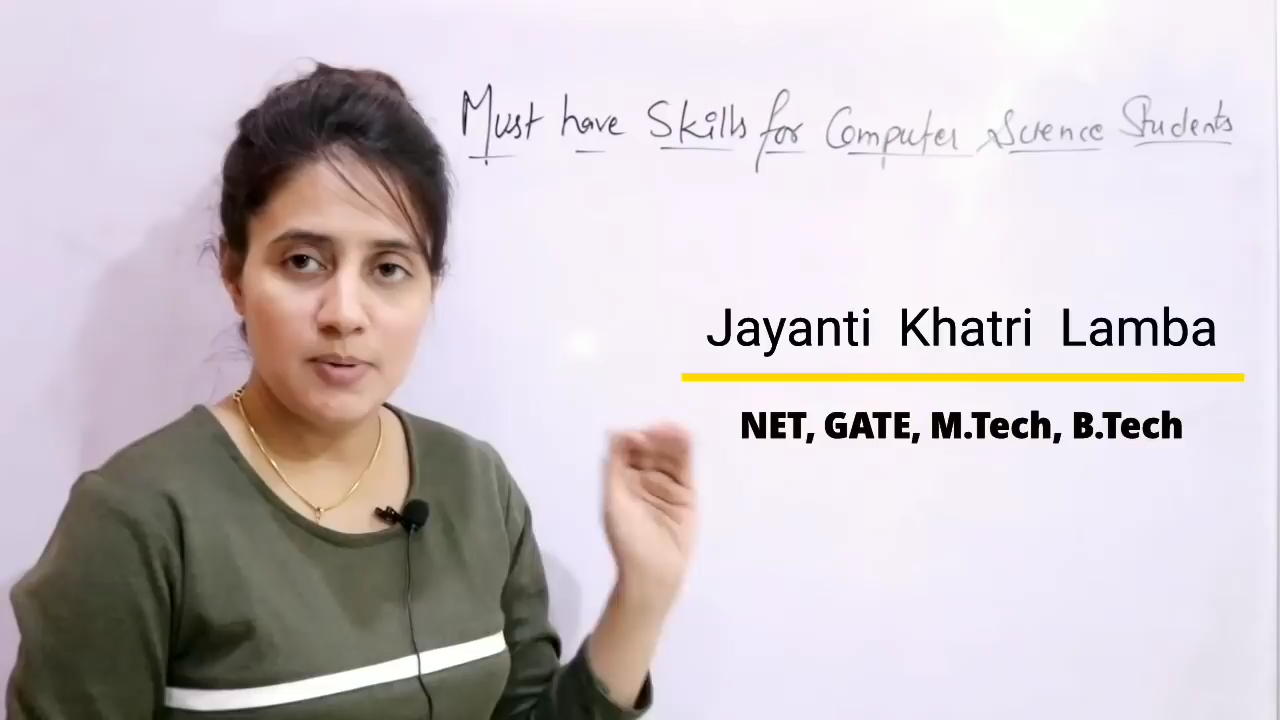 Must have Skills for Computer Science Students
Jayanti Khatri Lamba
NET, GATE, M.Tech, B.Tech